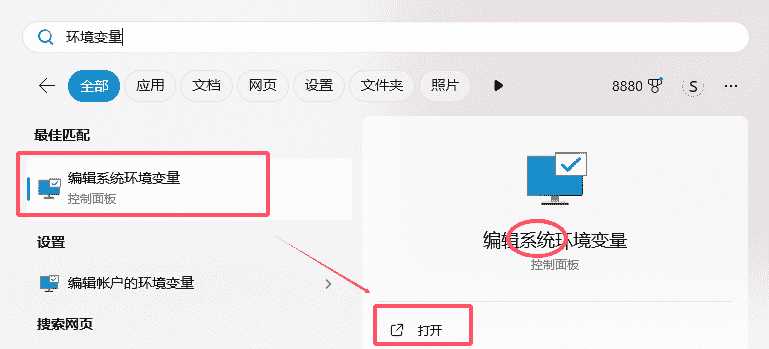 环境变量
全部 应用 文档 网页 设置 文件夹 照片 8880 S
最佳匹配
编辑系统环境变量
控制面板
设置
编辑帐户的环境变量
搜索网页
编辑系统环境变量
控制面板
打开